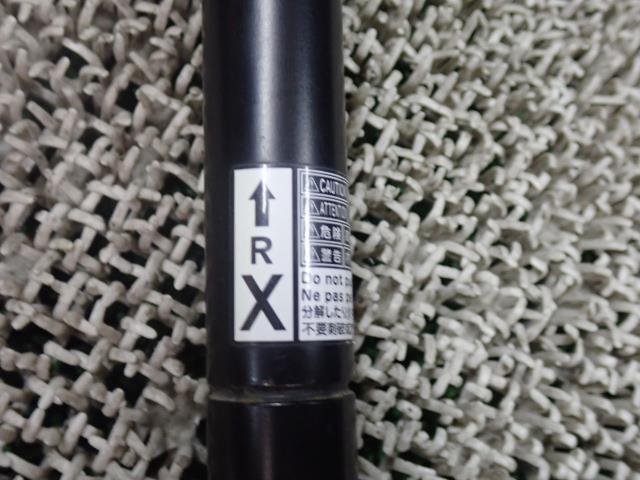 ↑
R
X
CAUTION
ATTENTION
危険
警告
Do not
Ne pas
分解したり
不要刺破或